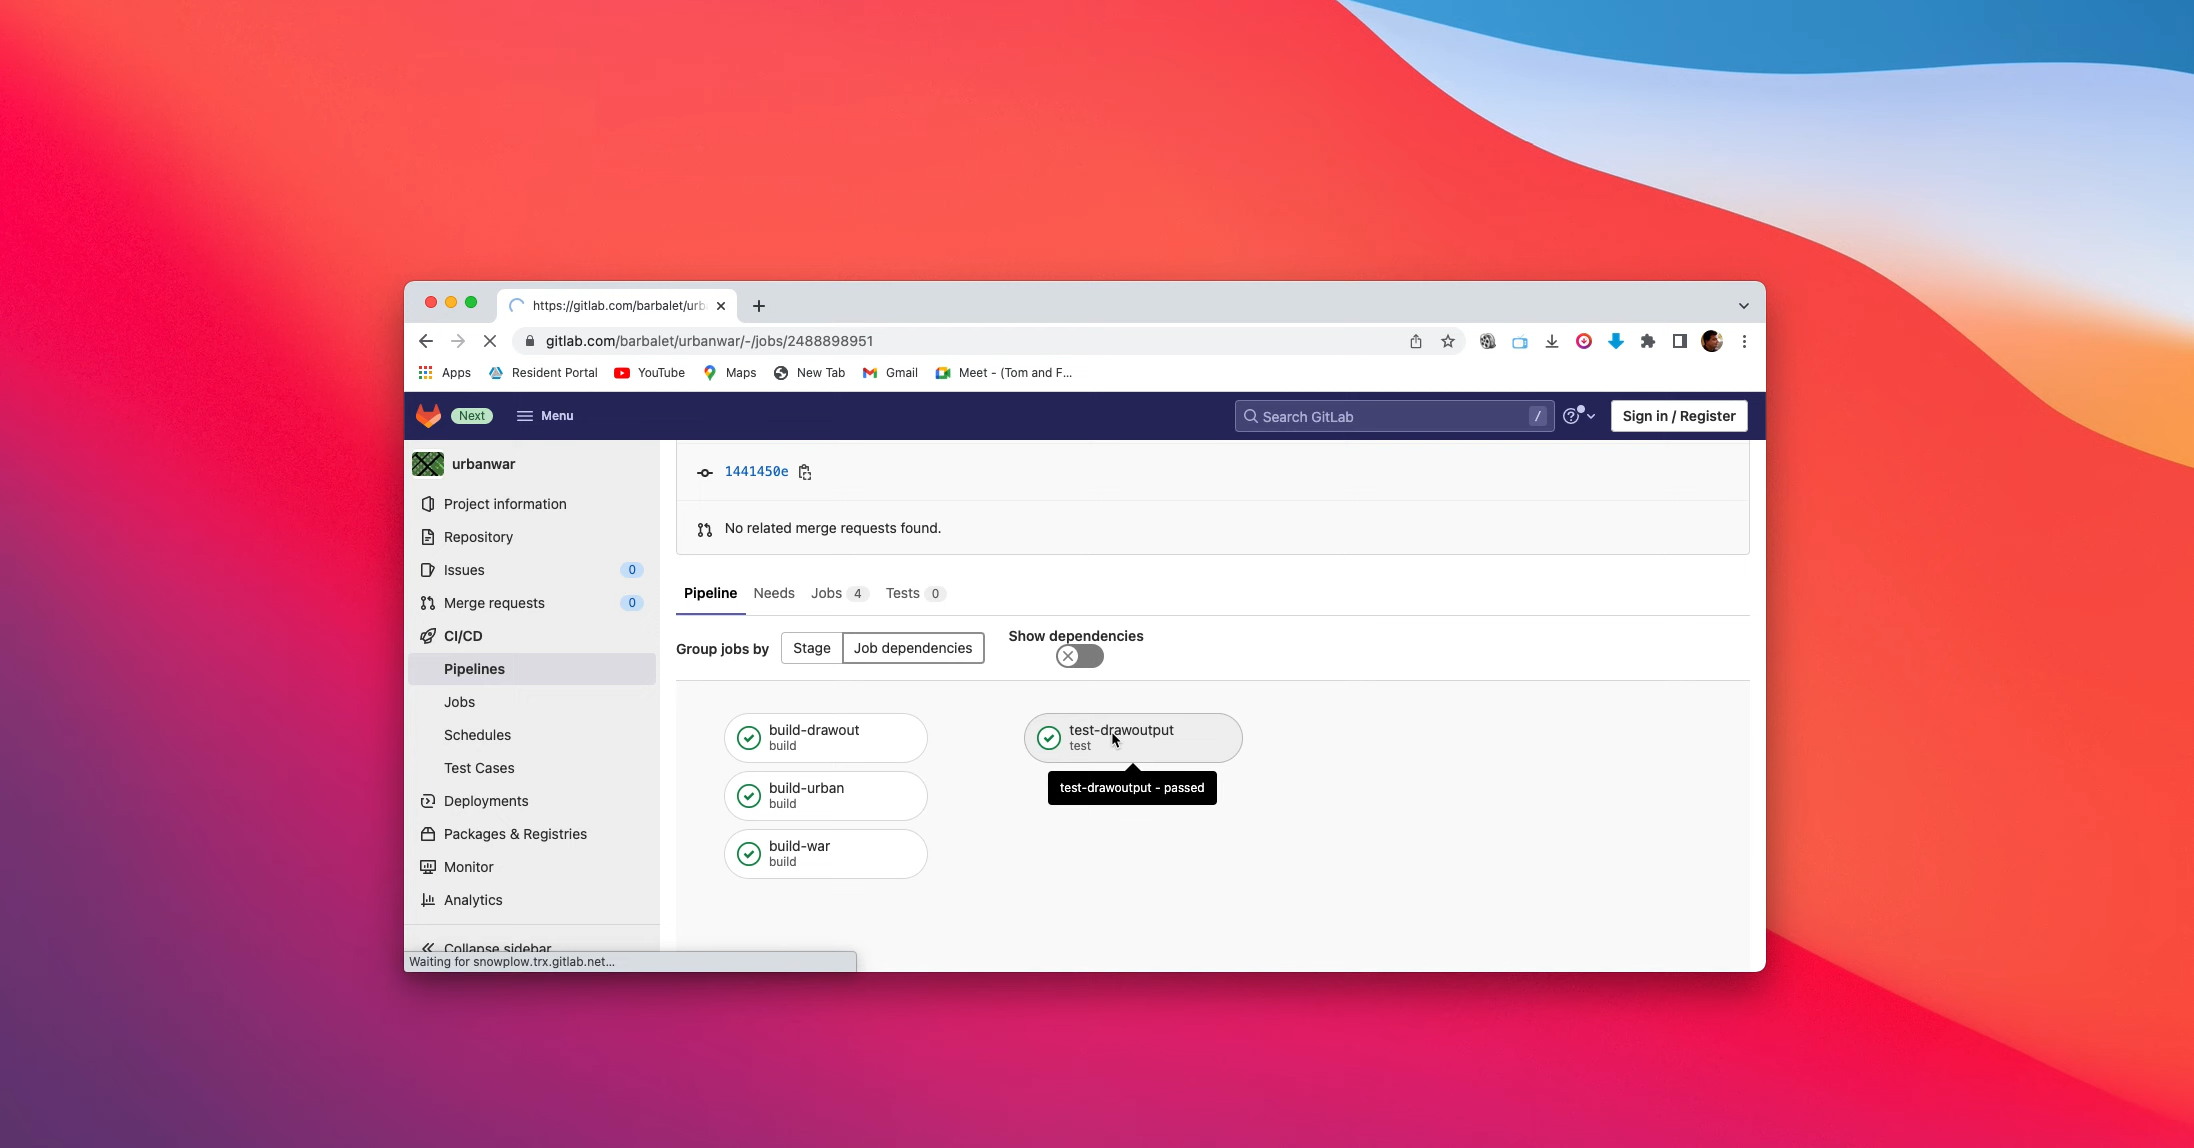 https://gitlab.com/barbalet/urb
gitlab.com/barbalet/urbanwar/-/jobs/2488898951
Apps Resident Portal YouTube Maps New Tab Gmail Meet - (Tom and F...
Next Menu Search GitLab / Sign in / Register
urbanwar
Project information
Repository
Issues 0
Merge requests 0
CI/CD
Pipelines
Jobs
Schedules
Test Cases
Deployments
Packages & Registries
Monitor
Analytics
Collapse sidebar
Waiting for snowplow.trx.gitlab.net...
1441450e
No related merge requests found.
Pipeline Needs Jobs 4 Tests 0
Group jobs by Stage Job dependencies Show dependencies
build-drawout
build
build-urban
build
build-war
build
test-drawoutput
test
test-drawoutput - passed